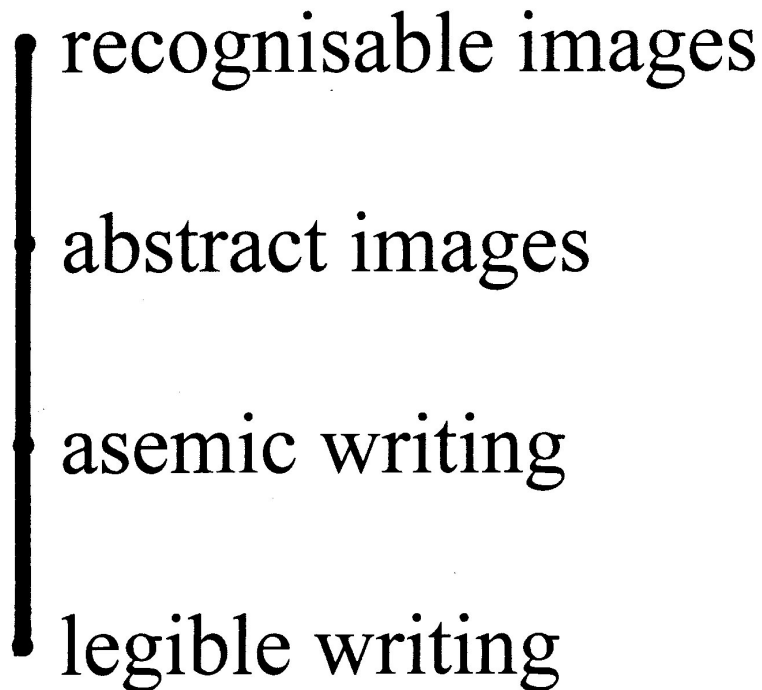 recognisable images
abstract images
asemic writing
legible writing